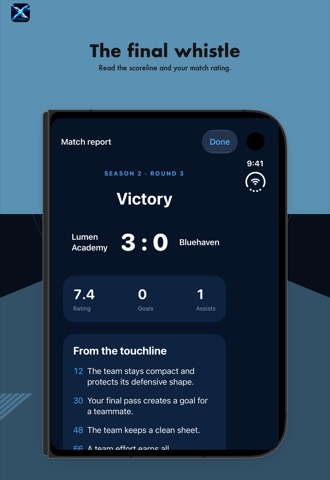 The final whistle
Read the scoreline and your match rating.
Match report
Done
9:41
SEASON 2 · ROUND 3
Victory
Lumen
Academy
3 : 0
Bluehaven
7.4
0
1
Rating
Goals
Assists
From the touchline
12 The team stays compact and
protects its defensive shape.
30 Your final pass creates a goal for
a teammate.
48 The team keeps a clean sheet.
66 A team effort earns all